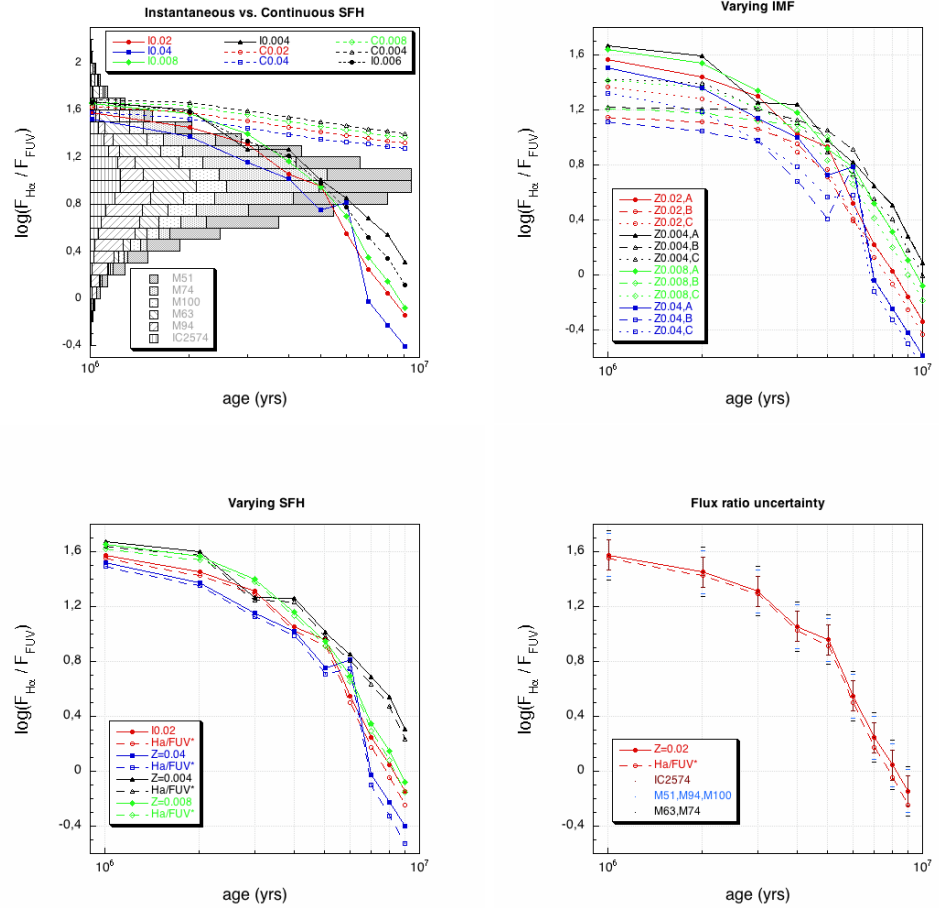 Instantaneous vs. Continuous SFH
I0.02
I0.04
I0.008
I0.004
C0.02
C0.04
C0.008
C0.004
I0.006
log(F_Hα / F_FUV)
2
1,6
1,2
0,8
0,4
0
-0,4
M51
M74
M100
M63
M94
IC2574
10^6
10^7
age (yrs)
Varying IMF
log(F_Hα / F_FUV)
1,6
1,2
0,8
0,4
0
-0,4
Z0.02,A
Z0.02,B
Z0.02,C
Z0.004,A
Z0.004,B
Z0.004,C
Z0.008,A
Z0.008,B
Z0.008,C
Z0.04,A
Z0.04,B
Z0.04,C
10^6
10^7
age (yrs)
Varying SFH
log(F_Hα / F_FUV)
1,6
1,2
0,8
0,4
0
-0,4
I0.02
Ha/FUV*
Z=0.04
Ha/FUV*
Z=0.004
Ha/FUV*
Z=0.008
Ha/FUV*
10^6
10^7
age (yrs)
Flux ratio uncertainty
log(F_Hα / F_FUV)
1,6
1,2
0,8
0,4
0
-0,4
Z=0.02
Ha/FUV*
IC2574
M51,M94,M100
M63,M74
10^6
10^7
age (yrs)